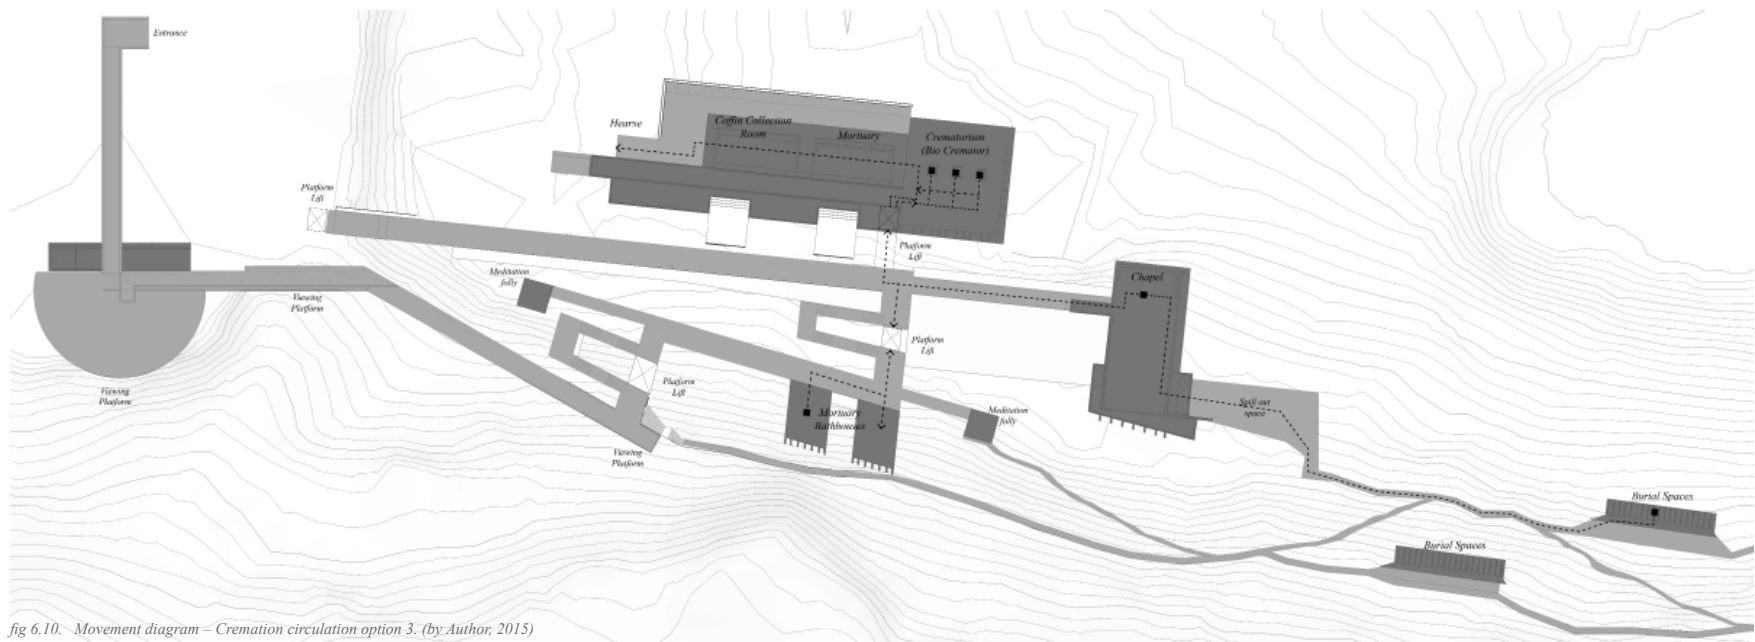 Entrance
Hearse
Coffin Collection
Room
Mortuary
Crematorium
(Bio Cremator)
Platform
Lift
Platform
Lift
Meditation
folly
Chapel
Viewing
Platform
Platform
Lift
Platform
Lift
Viewing
Platform
Mortuary
Bathhouses
Meditation
folly
Spill out
space
Viewing
Platform
Burial Spaces
Burial Spaces
fig 6.10. Movement diagram – Cremation circulation option 3. (by Author, 2015)